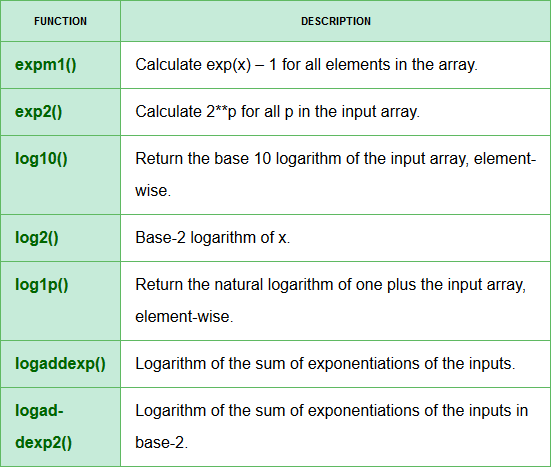 FUNCTION DESCRIPTION
expm1() Calculate exp(x) – 1 for all elements in the array.
exp2() Calculate 2**p for all p in the input array.
log10() Return the base 10 logarithm of the input array, element-
wise.
log2() Base-2 logarithm of x.
log1p() Return the natural logarithm of one plus the input array,
element-wise.
logaddexp() Logarithm of the sum of exponentiations of the inputs.
logad- Logarithm of the sum of exponentiations of the inputs in
dexp2() base-2.